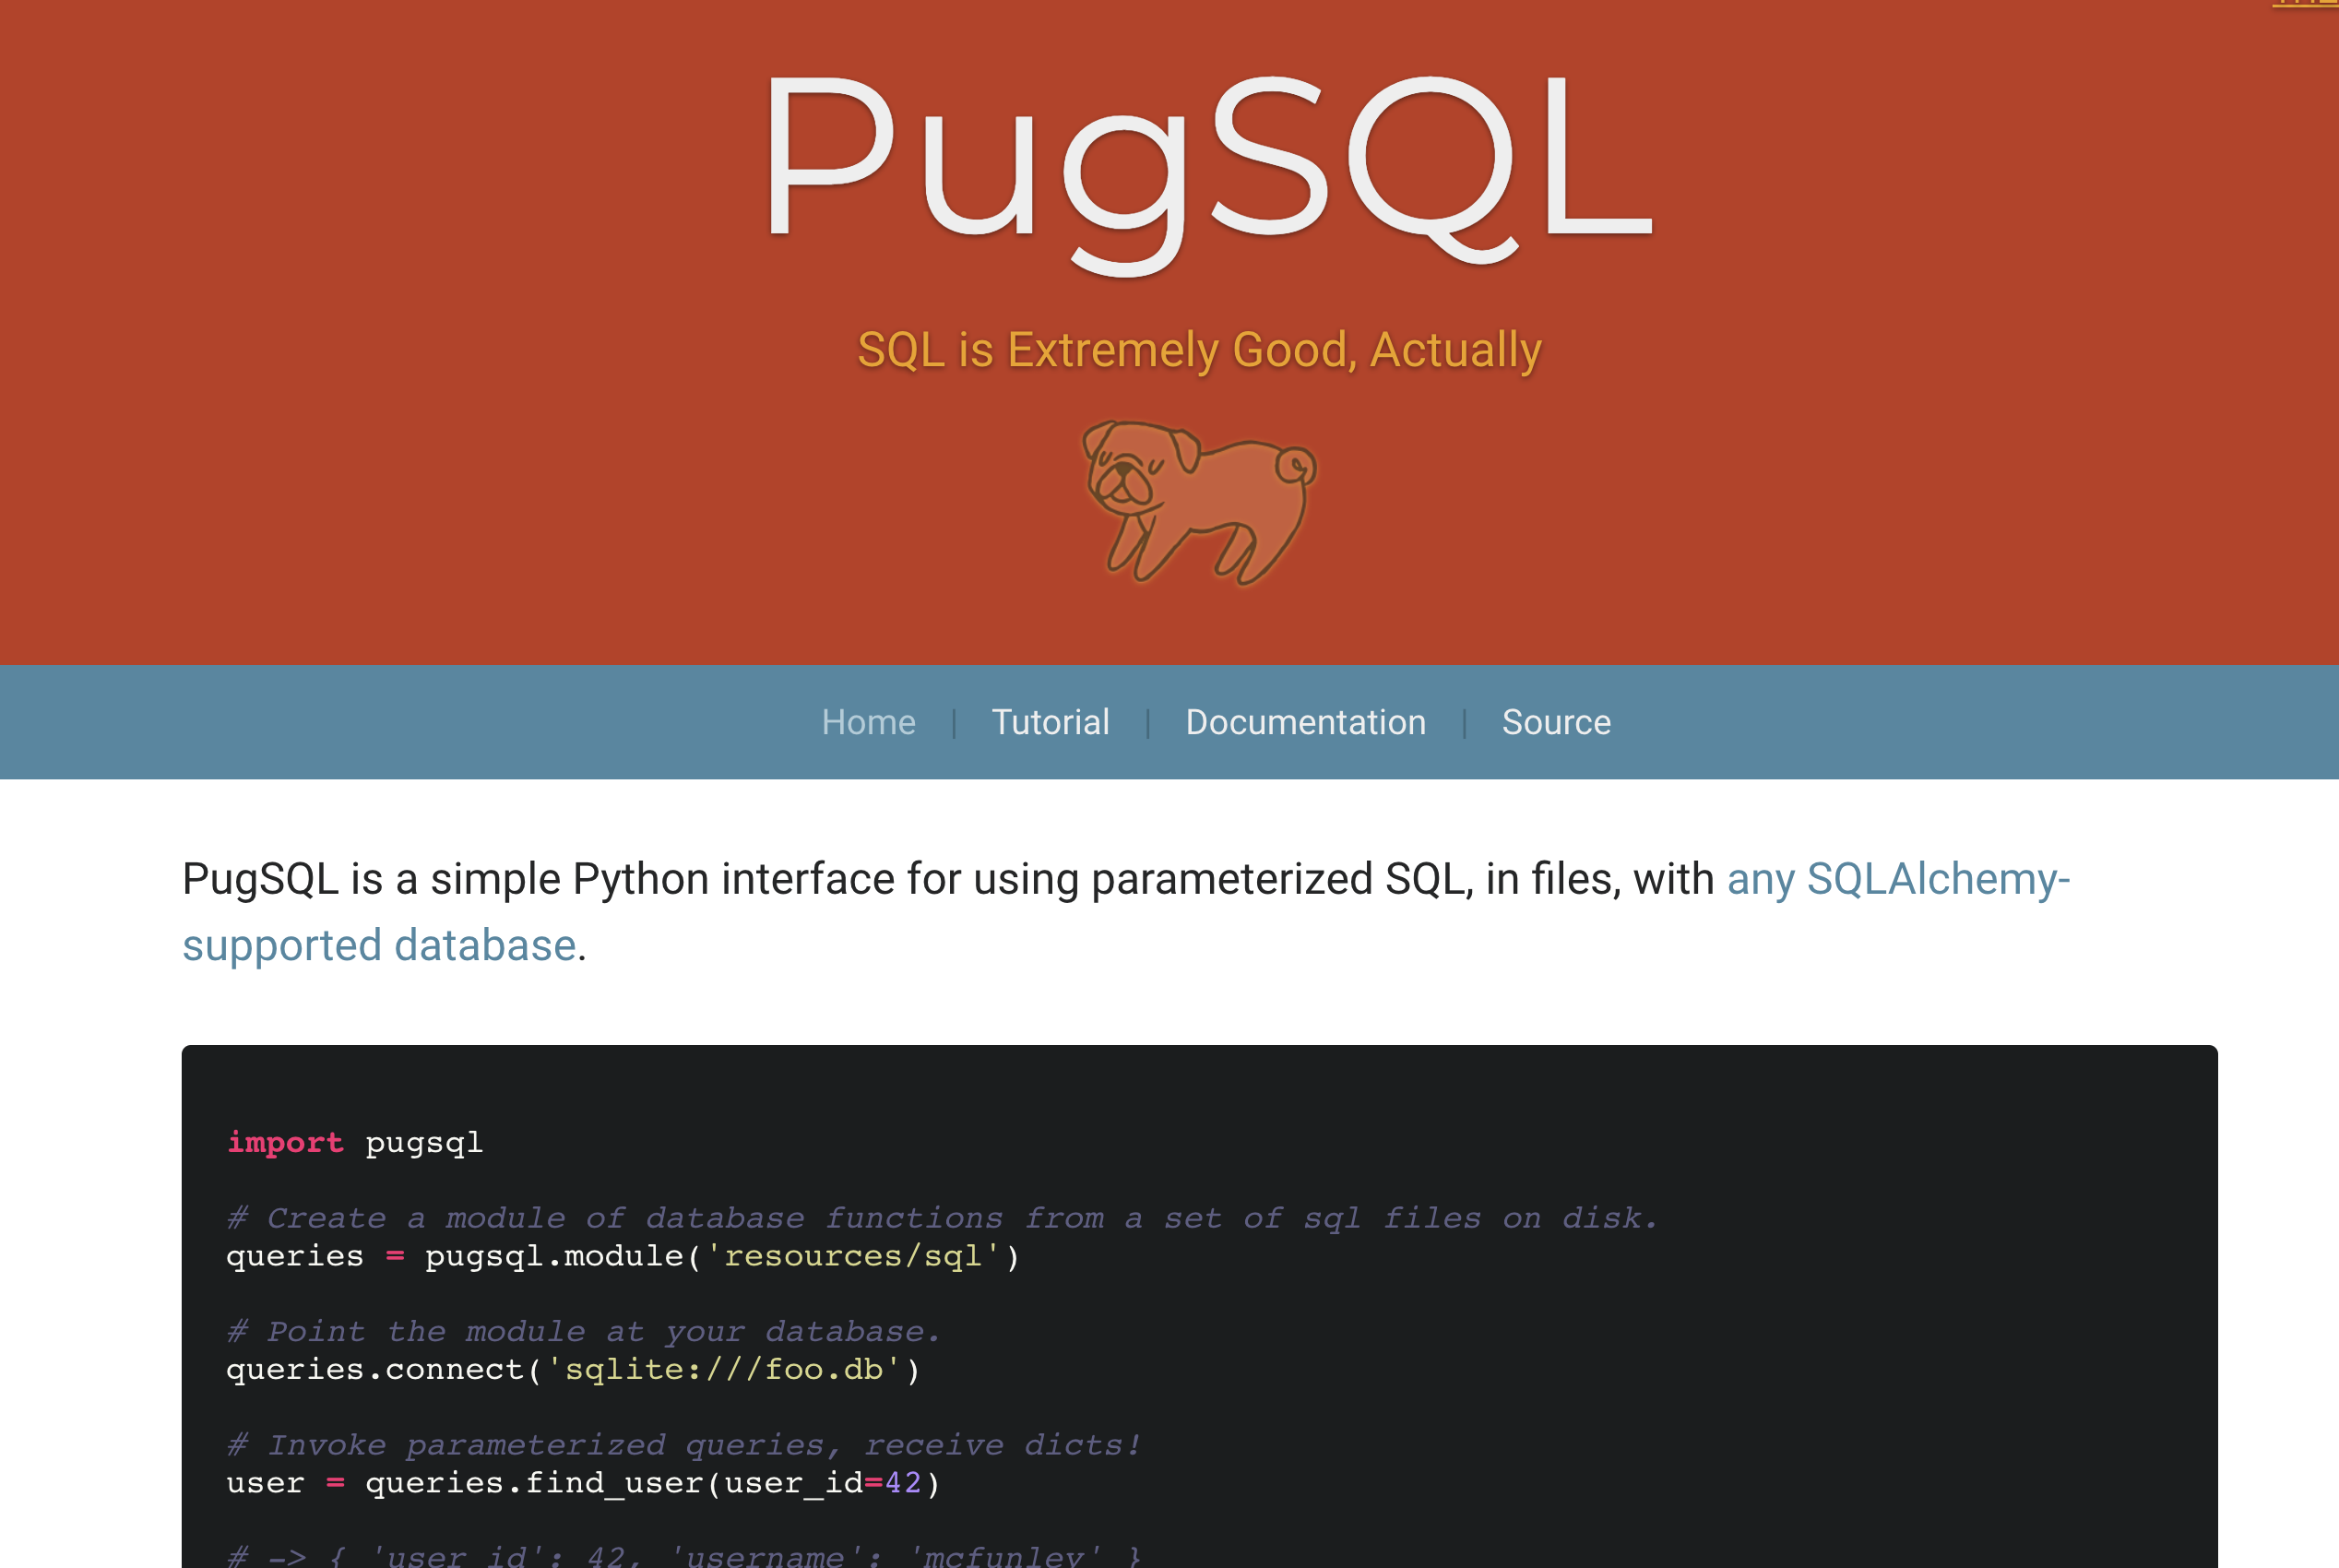 PugSQL
SQL is Extremely Good, Actually
Home | Tutorial | Documentation | Source
PugSQL is a simple Python interface for using parameterized SQL, in files, with any SQLAlchemy-
supported database.
import pugsql
# Create a module of database functions from a set of sql files on disk.
queries = pugsql.module('resources/sql')
# Point the module at your database.
queries.connect('sqlite:///foo.db')
# Invoke parameterized queries, receive dicts!
user = queries.find_user(user_id=42)
# -> { 'user_id': 42, 'username': 'mcfunley' }